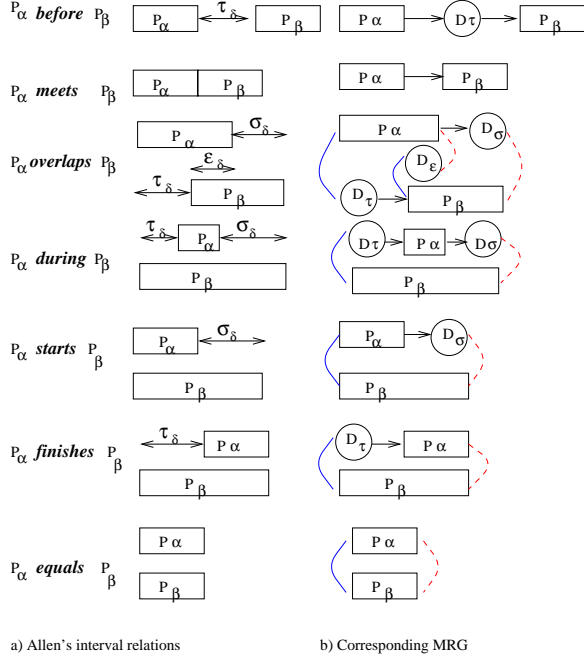 Pα before Pβ Pα τδ Pβ Pα Dτ Pβ
Pα meets Pβ Pα Pβ Pα Pβ
Pα σδ Pα Dσ
Pα overlaps Pβ εδ Dε
τδ Pβ Dτ Pβ
τδ Pα σδ Dτ Pα Dσ
Pα during Pβ
Pβ Pβ
Pα σδ Pα Dσ
Pα starts Pβ
Pβ Pβ
τδ Pα Dτ Pα
Pα finishes Pβ
Pβ Pβ
Pα Pα
Pα equals Pβ
Pβ Pβ
a) Allen's interval relations b) Corresponding MRG